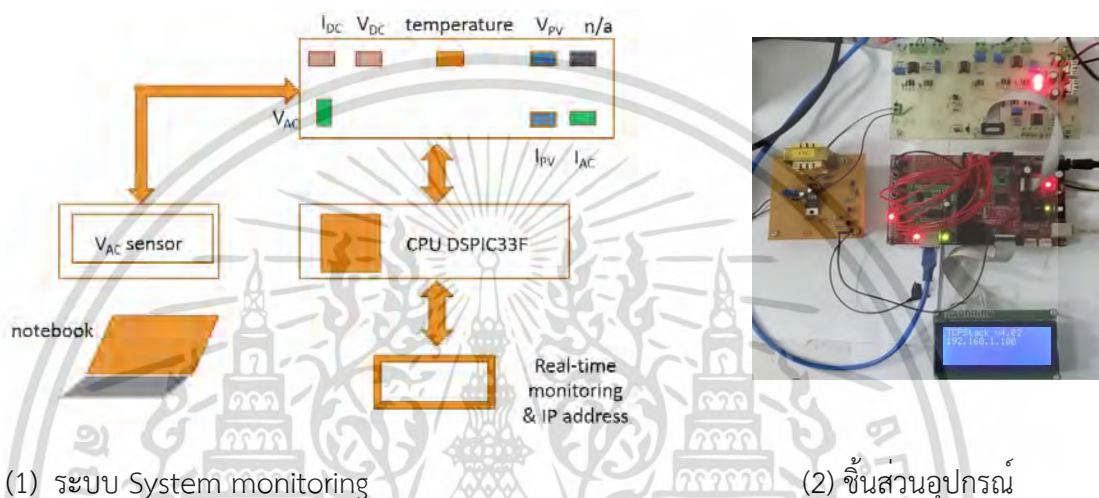 I_DC V_DC temperature V_PV n/a
V_AC
I_PV I_AC
V_AC sensor
CPU DSPIC33F
notebook
Real-time
monitoring
& IP address
TCPStack v4.02
192.168.1.100
(1) ระบบ System monitoring
(2) ชิ้นส่วนอุปกรณ์